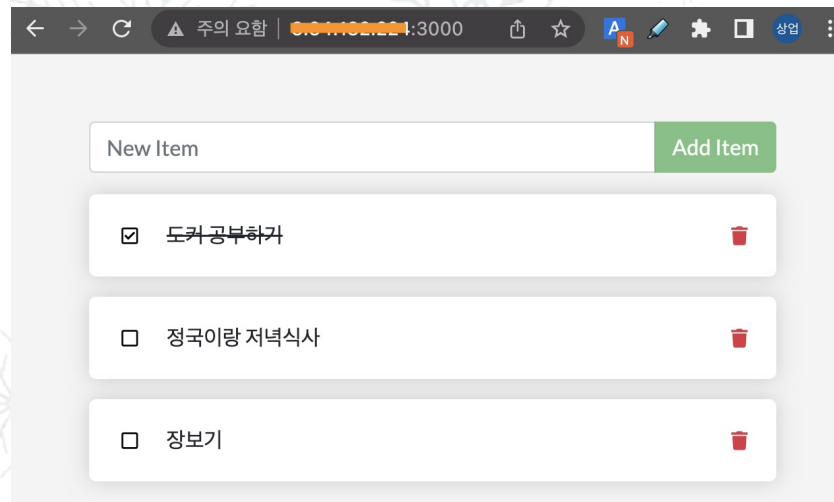 주의 요함 :3000
A N 상업
New Item Add Item
도커 공부하기
정국이랑 저녁식사
장보기